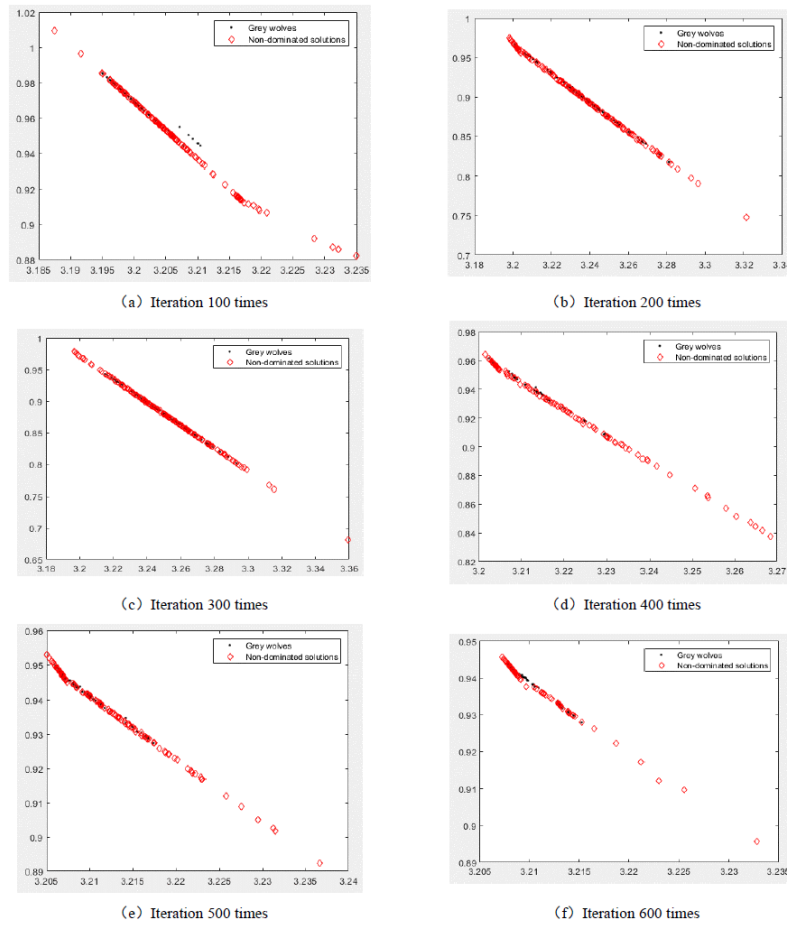 1.02
1
0.98
0.96
0.94
0.92
0.9
0.88
3.185 3.19 3.195 3.2 3.205 3.21 3.215 3.22 3.225 3.23 3.235
Grey wolves
Non-dominated solutions
(a) Iteration 100 times
1
0.95
0.9
0.85
0.8
0.75
0.7
3.18 3.2 3.22 3.24 3.26 3.28 3.3 3.32 3.34
Grey wolves
Non-dominated solutions
(b) Iteration 200 times
1
0.95
0.9
0.85
0.8
0.75
0.7
0.65
3.18 3.2 3.22 3.24 3.26 3.28 3.3 3.32 3.34 3.36
Grey wolves
Non-dominated solutions
(c) Iteration 300 times
0.98
0.96
0.94
0.92
0.9
0.88
0.86
0.84
0.82
3.2 3.21 3.22 3.23 3.24 3.25 3.26 3.27
Grey wolves
Non-dominated solutions
(d) Iteration 400 times
0.96
0.95
0.94
0.93
0.92
0.91
0.9
0.89
3.205 3.21 3.215 3.22 3.225 3.23 3.235 3.24
Grey wolves
Non-dominated solutions
(e) Iteration 500 times
0.95
0.94
0.93
0.92
0.91
0.9
0.89
3.205 3.21 3.215 3.22 3.225 3.23 3.235
Grey wolves
Non-dominated solutions
(f) Iteration 600 times